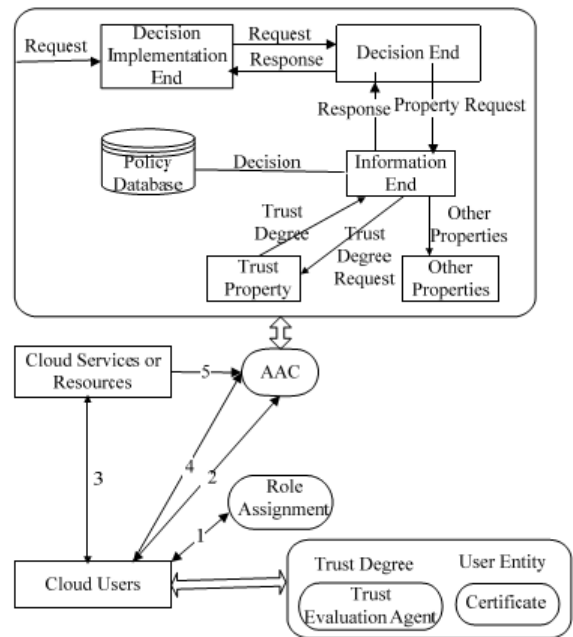 Request
Decision
Implementation
End
Request
Response
Decision End
Response
Property Request
Policy
Database
Decision
Information
End
Trust
Degree
Trust
Degree
Request
Other
Properties
Trust
Property
Other
Properties
Cloud Services or
Resources
5
AAC
4
2
3
Role
Assignment
1
Cloud Users
Trust Degree
User Entity
Trust
Evaluation Agent
Certificate